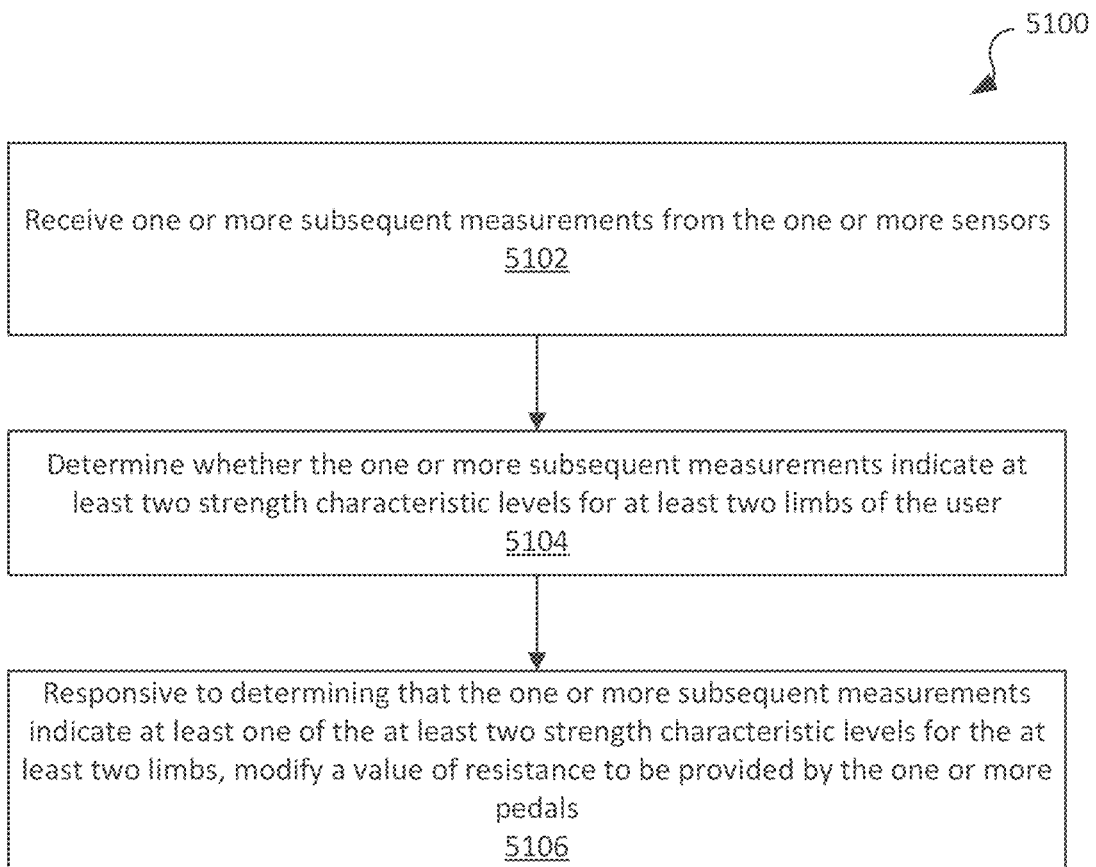 5100
Receive one or more subsequent measurements from the one or more sensors
5102
Determine whether the one or more subsequent measurements indicate at
least two strength characteristic levels for at least two limbs of the user
5104
Responsive to determining that the one or more subsequent measurements
indicate at least one of the at least two strength characteristic levels for the at
least two limbs, modify a value of resistance to be provided by the one or more
pedals
5106